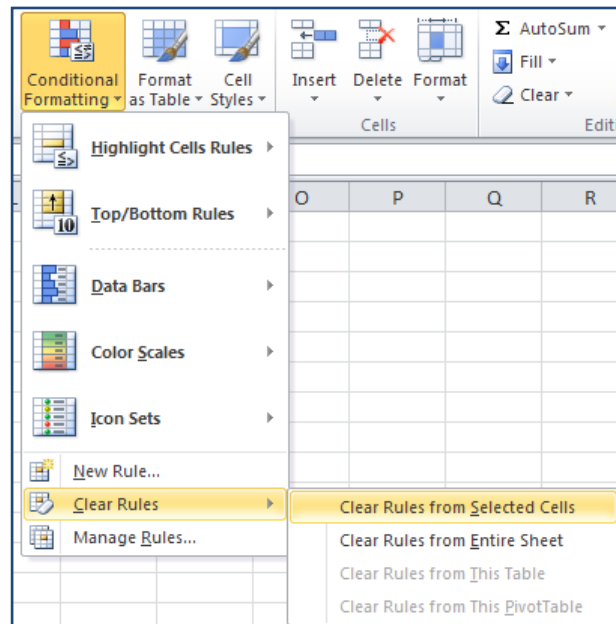 Σ AutoSum
Fill
Clear
Conditional Formatting
Format as Table
Cell Styles
Insert
Delete
Format
Cells
Edit
O P Q R
Highlight Cells Rules
≤>
Top/Bottom Rules
10
Data Bars
Color Scales
Icon Sets
New Rule...
Clear Rules
Manage Rules...
Clear Rules from Selected Cells
Clear Rules from Entire Sheet
Clear Rules from This Table
Clear Rules from This PivotTable